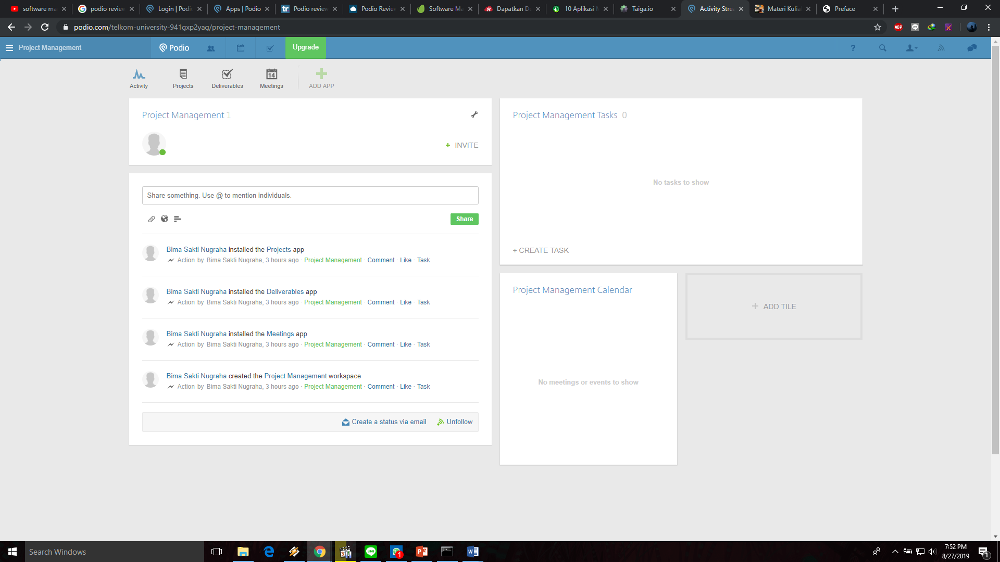 software ma
podio review
Login | Podi
Apps | Podio
Podio review
Podio Revie
Software Ma
Dapatkan D
10 Aplikasi
Taiga.io
Activity Stre
Materi Kulia
Preface
podio.com/telkom-university-941gxp2yag/project-management
ABP
Project Management
Podio
Upgrade
?
Activity
Projects
Deliverables
14
Meetings
ADD APP
Project Management 1
+ INVITE
Project Management Tasks 0
No tasks to show
+ CREATE TASK
Share something. Use @ to mention individuals.
Share
Bima Sakti Nugraha installed the Projects app
Action by Bima Sakti Nugraha, 3 hours ago · Project Management · Comment · Like · Task
Bima Sakti Nugraha installed the Deliverables app
Action by Bima Sakti Nugraha, 3 hours ago · Project Management · Comment · Like · Task
Bima Sakti Nugraha installed the Meetings app
Action by Bima Sakti Nugraha, 3 hours ago · Project Management · Comment · Like · Task
Bima Sakti Nugraha created the Project Management workspace
Action by Bima Sakti Nugraha, 3 hours ago · Project Management · Comment · Like · Task
Create a status via email
Unfollow
Project Management Calendar
No meetings or events to show
+ ADD TILE
Search Windows
1
7:52 PM
8/27/2019
1